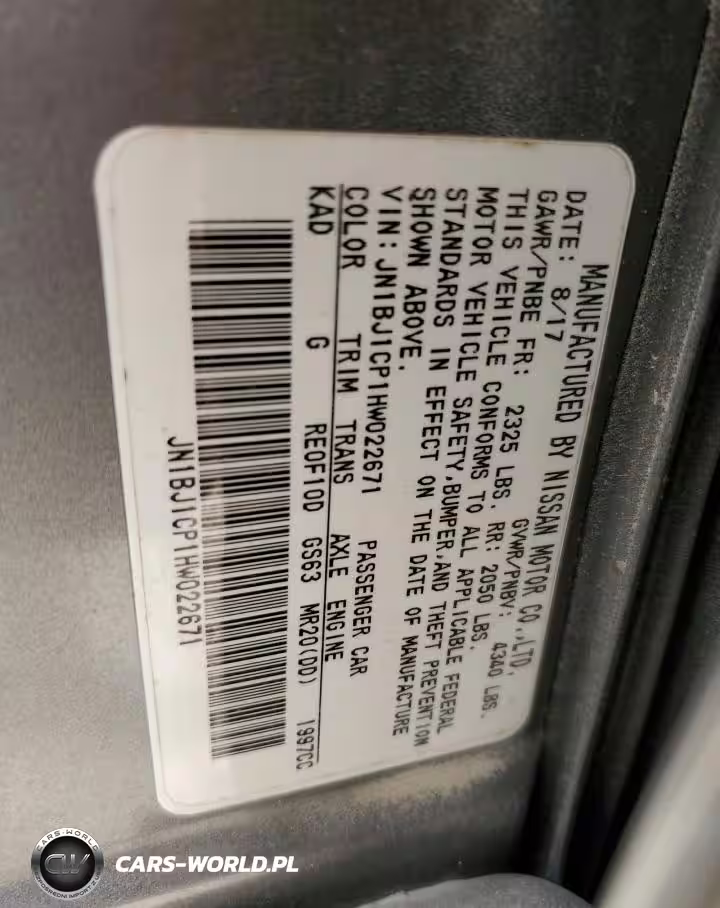 MANUFACTURED BY NISSAN MOTOR CO.,LTD.
DATE: 8/17 GVWR/PNBV: 4340 LBS.
GAWR/PNBE FR: 2325 LBS. RR: 2050 LBS.
THIS VEHICLE CONFORMS TO ALL APPLICABLE FEDERAL
MOTOR VEHICLE SAFETY,BUMPER,AND THEFT PREVENTION
STANDARDS IN EFFECT ON THE DATE OF MANUFACTURE
SHOWN ABOVE.
VIN: JN1BJ1CP1HW022671 PASSENGER CAR
COLOR TRIM TRANS AXLE ENGINE
KAD G RE0F10D GS63 MR20(DD) 1997CC
JN1BJ1CP1HW022671
CARS-WORLD
CW
CARS-WORLD.PL